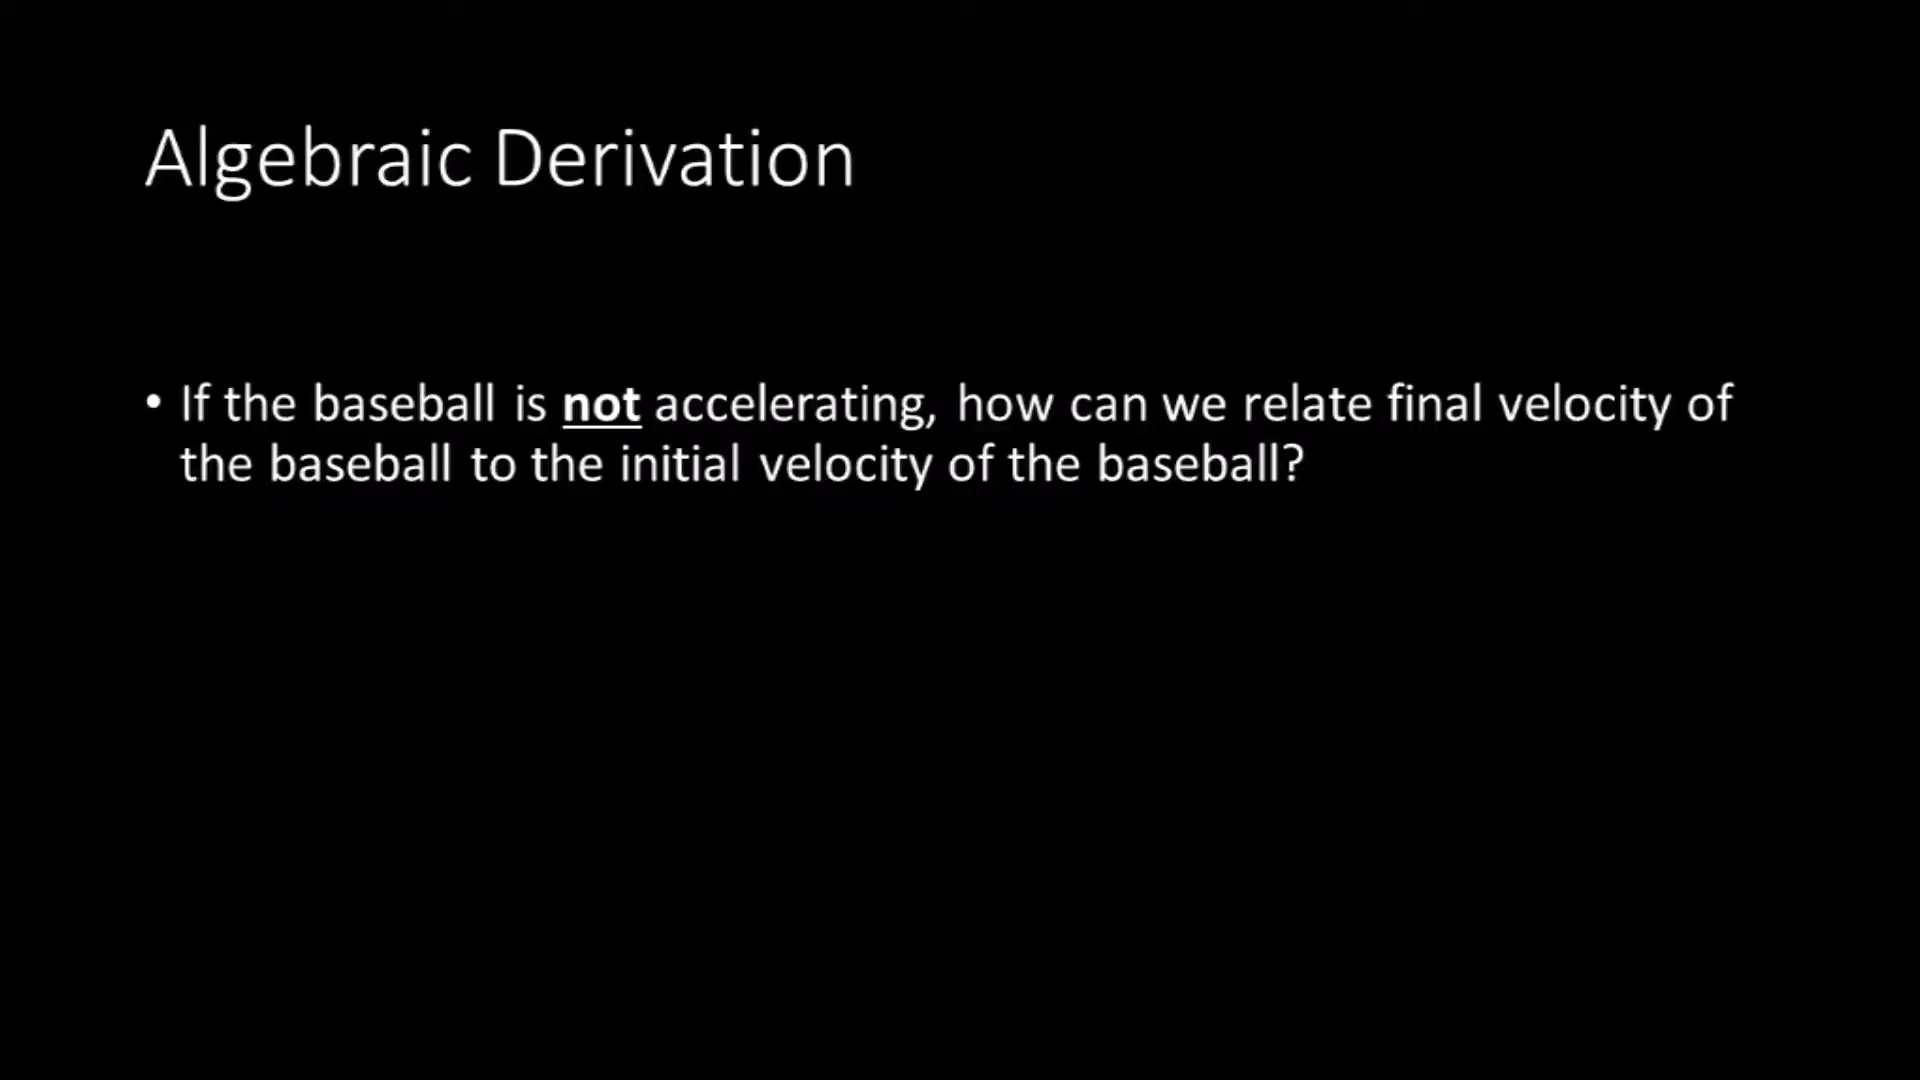 Algebraic Derivation
• If the baseball is not accelerating, how can we relate final velocity of
the baseball to the initial velocity of the baseball?